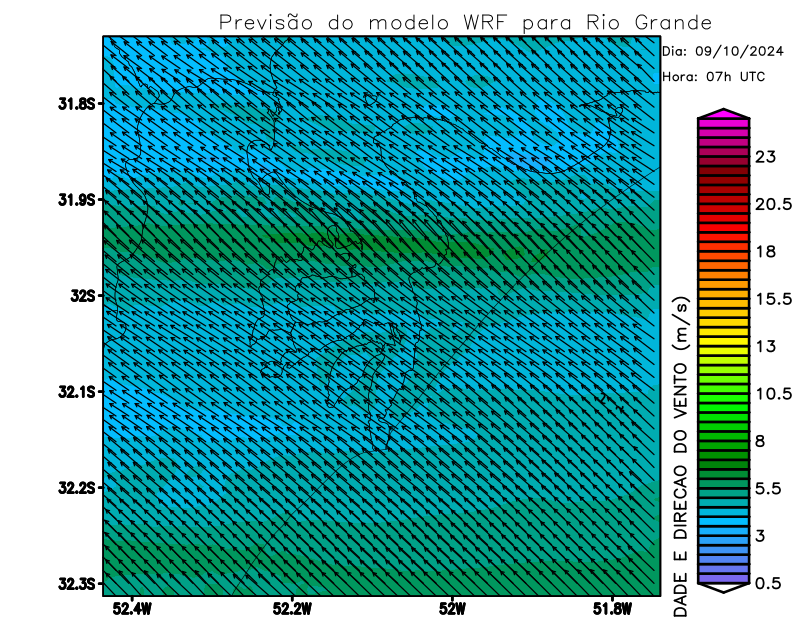 Previsão do modelo WRF para Rio Grande
Dia: 09/10/2024
Hora: 07h UTC
31.8S
31.9S
32S
32.1S
32.2S
32.3S
52.4W
52.2W
52W
51.8W
23
20.5
18
15.5
13
10.5
8
5.5
3
0.5
DADE E DIRECAO DO VENTO (m/s)